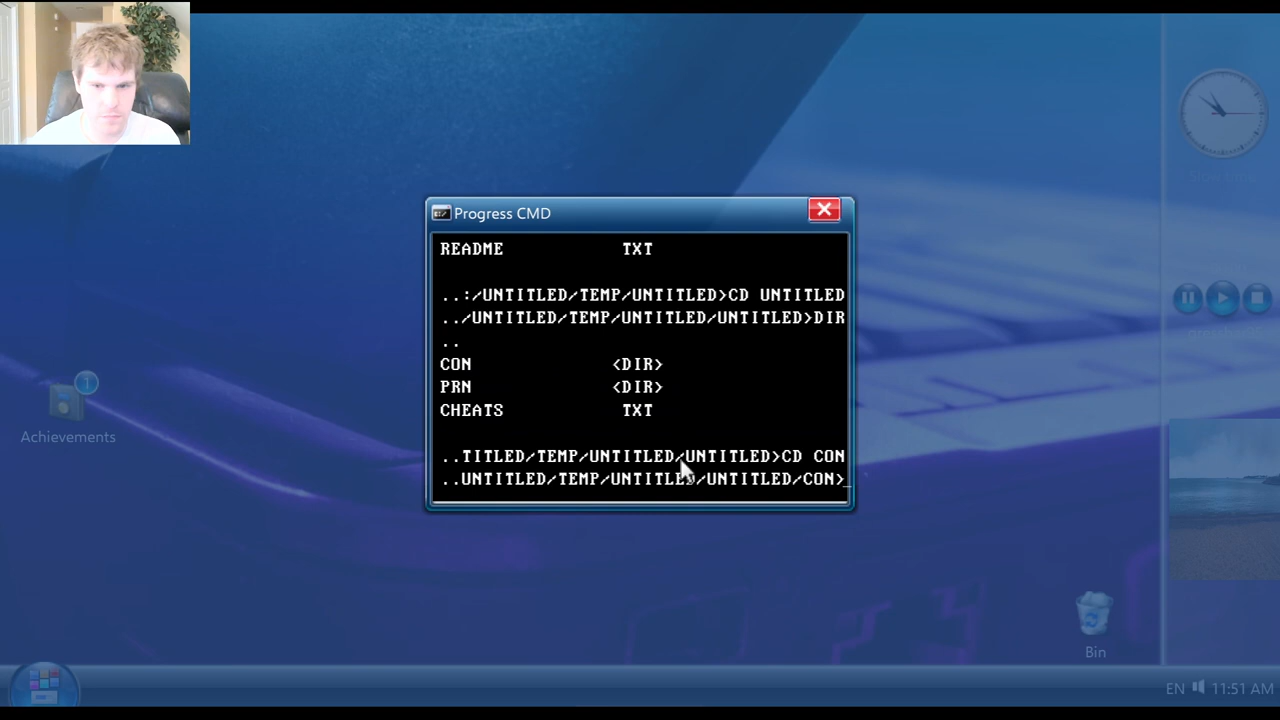 Progress CMD
README TXT
..:/UNTITLED/TEMP/UNTITLED>CD UNTITLED
../UNTITLED/TEMP/UNTITLED/UNTITLED>DIR
..
CON <DIR>
PRN <DIR>
CHEATS TXT
..TITLED/TEMP/UNTITLED/UNTITLED>CD CON
..UNTITLED/TEMP/UNTITLED/UNTITLED/CON>_
1
Achievements
Bin
EN 11:51 AM